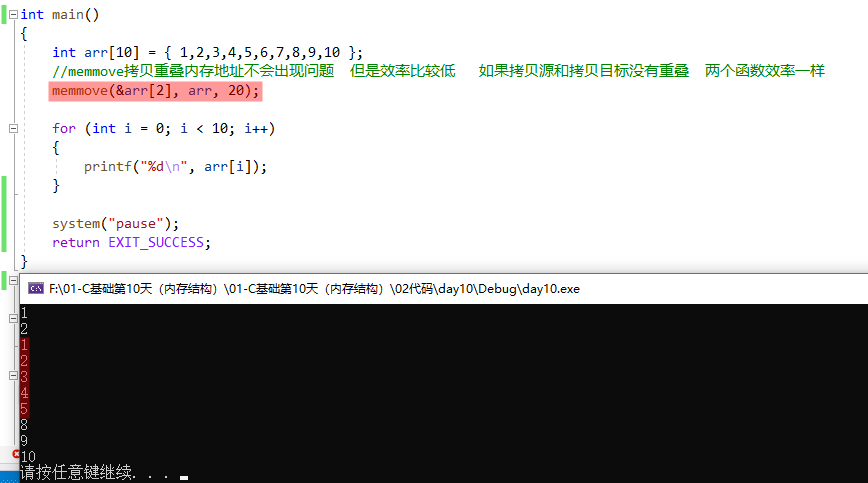 int main()
{
int arr[10] = { 1,2,3,4,5,6,7,8,9,10 };
//memmove拷贝重叠内存地址不会出现问题 但是效率比较低 如果拷贝源和拷贝目标没有重叠 两个函数效率一样
memmove(&arr[2], arr, 20);
for (int i = 0; i < 10; i++)
{
printf("%d\n", arr[i]);
}
system("pause");
return EXIT_SUCCESS;
}
F:\01-C基础第10天（内存结构）\01-C基础第10天（内存结构）\02代码\day10\Debug\day10.exe
1
2
1
2
3
4
5
8
9
10
请按任意键继续. . .